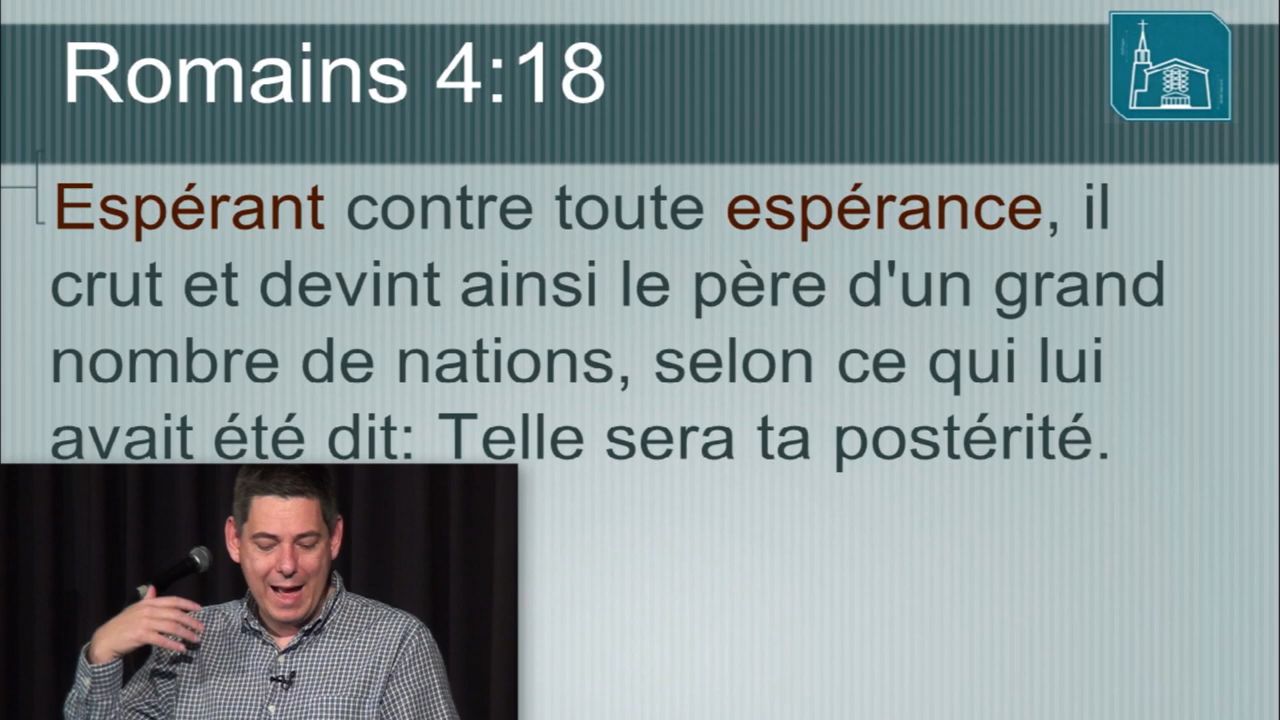 Romains 4:18
Espérant contre toute espérance, il
crut et devint ainsi le père d'un grand
nombre de nations, selon ce qui lui
avait été dit: Telle sera ta postérité.